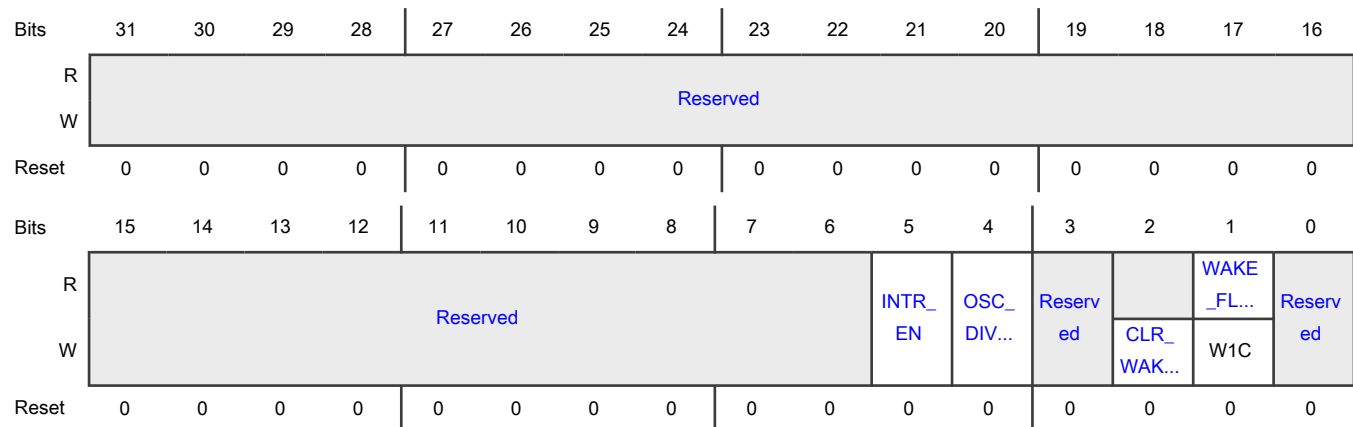 Bits 31 30 29 28 27 26 25 24 23 22 21 20 19 18 17 16
R
Reserved
W
Reset 0 0 0 0 0 0 0 0 0 0 0 0 0 0 0 0
Bits 15 14 13 12 11 10 9 8 7 6 5 4 3 2 1 0
R
Reserved
W
INTR_
EN
OSC_
DIV...
Reserv
ed
CLR_
WAK...
WAKE
_FL...
W1C
Reserv
ed
Reset 0 0 0 0 0 0 0 0 0 0 0 0 0 0 0 0